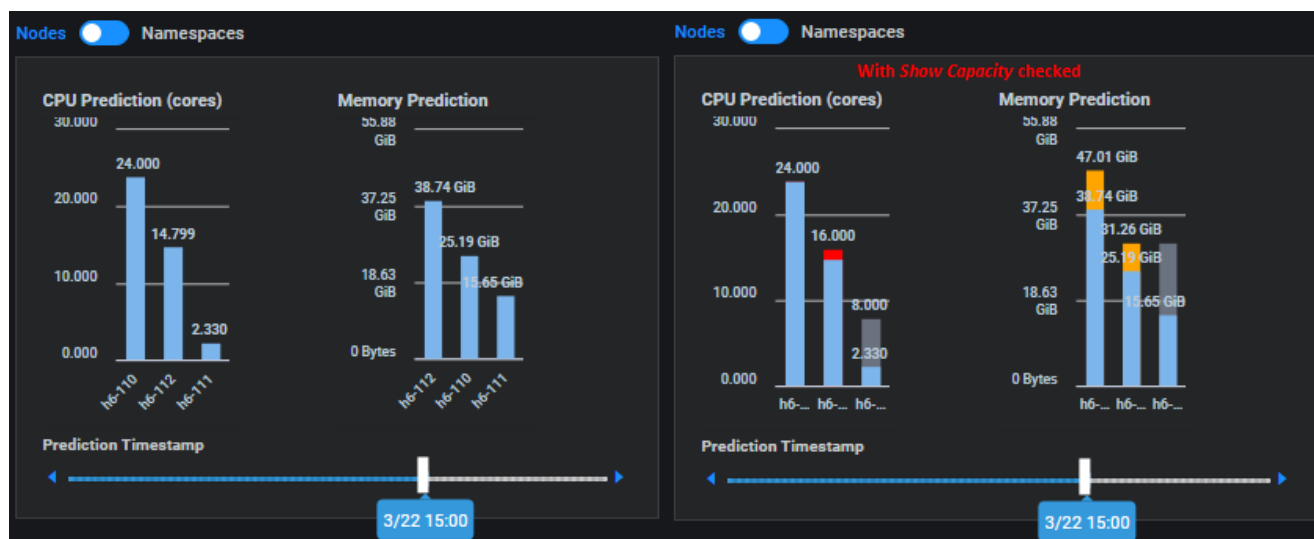 Nodes Namespaces
CPU Prediction (cores)
30.000
24.000
20.000
14.799
10.000
2.330
0.000
h6-110
h6-112
h6-111
Memory Prediction
55.88
GiB
38.74 GiB
37.25
GiB
25.19 GiB
18.63
GiB
15.65 GiB
0 Bytes
h6-112
h6-110
h6-111
Prediction Timestamp
3/22 15:00
Nodes Namespaces
With Show Capacity checked
CPU Prediction (cores)
30.000
24.000
20.000
16.000
10.000
8.000
2.330
0.000
h6-... h6-... h6-...
Memory Prediction
55.88
GiB
47.01 GiB
38.74 GiB
37.25
GiB
31.26 GiB
25.19 GiB
18.63
GiB
15.65 GiB
0 Bytes
h6-... h6-... h6-...
Prediction Timestamp
3/22 15:00